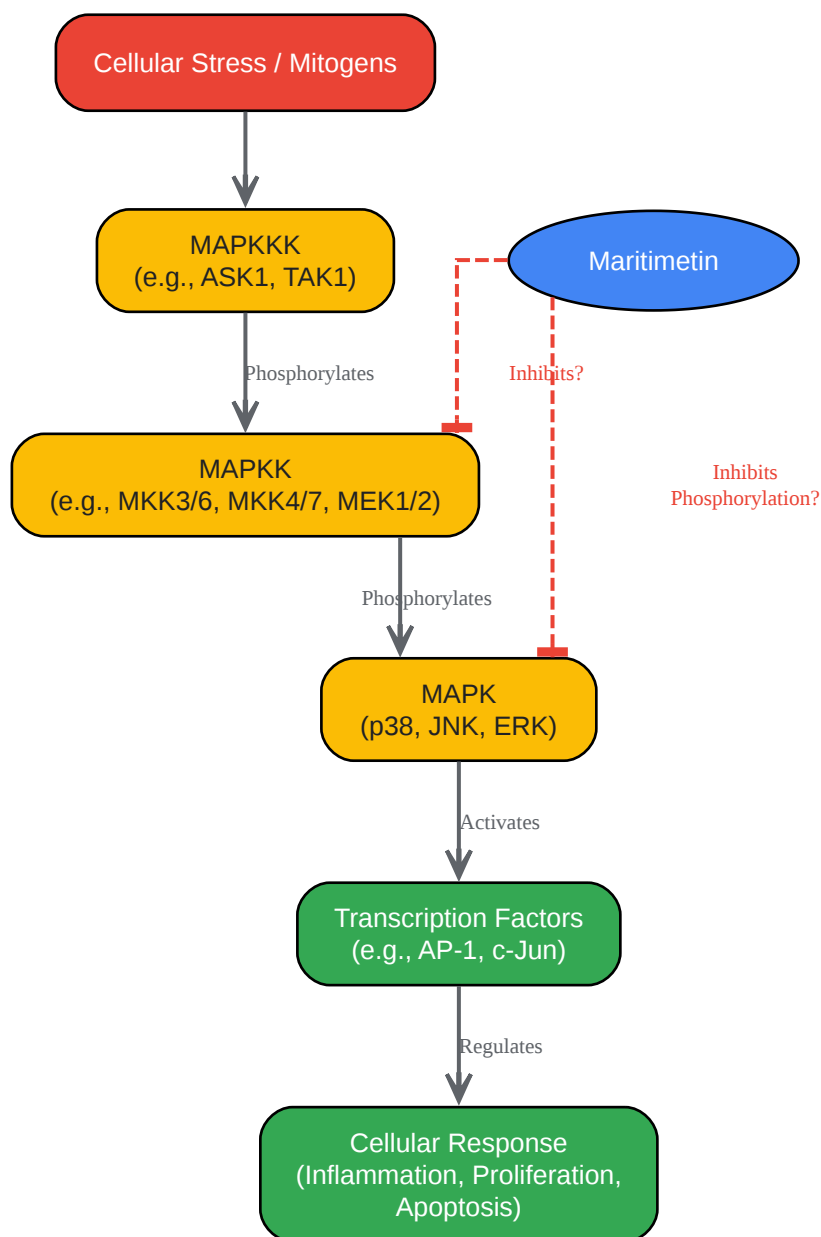 Cellular Stress / Mitogens
MAPKKK
(e.g., ASK1, TAK1)
Maritimetin
Phosphorylates
Inhibits?
MAPKK
(e.g., MKK3/6, MKK4/7, MEK1/2)
Inhibits
Phosphorylation?
Phosphorylates
MAPK
(p38, JNK, ERK)
Activates
Transcription Factors
(e.g., AP-1, c-Jun)
Regulates
Cellular Response
(Inflammation, Proliferation,
Apoptosis)